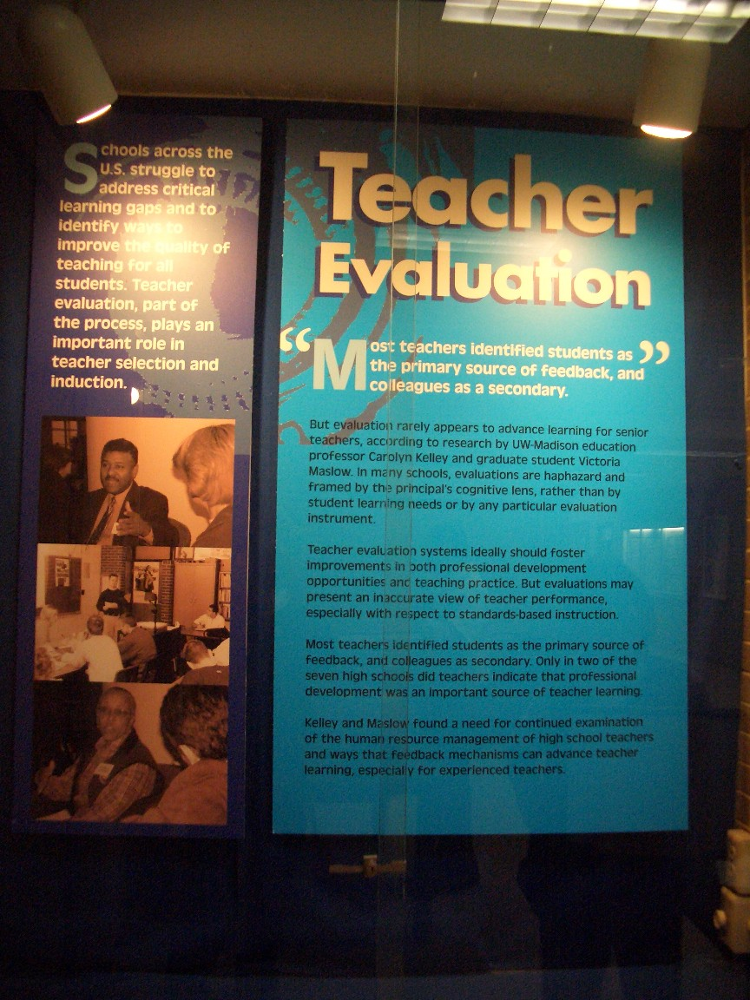 Schools across the
U.S. struggle to
address critical
learning gaps and to
identify ways to
improve the quality of
teaching for all
students. Teacher
evaluation, part of
the process, plays an
important role in
teacher selection and
induction.
Teacher
Evaluation
“Most teachers identified students as”
the primary source of feedback, and
colleagues as a secondary.
But evaluation rarely appears to advance learning for senior
teachers, according to research by UW-Madison education
professor Carolyn Kelley and graduate student Victoria
Maslow. In many schools, evaluations are haphazard and
framed by the principal's cognitive lens, rather than by
student learning needs or by any particular evaluation
instrument.
Teacher evaluation systems ideally should foster
improvements in both professional development
opportunities and teaching practice. But evaluations may
present an inaccurate view of teacher performance,
especially with respect to standards-based instruction.
Most teachers identified students as the primary source of
feedback, and colleagues as secondary. Only in two of the
seven high schools did teachers indicate that professional
development was an important source of teacher learning.
Kelley and Maslow found a need for continued examination
of the human resource management of high school teachers
and ways that feedback mechanisms can advance teacher
learning, especially for experienced teachers.